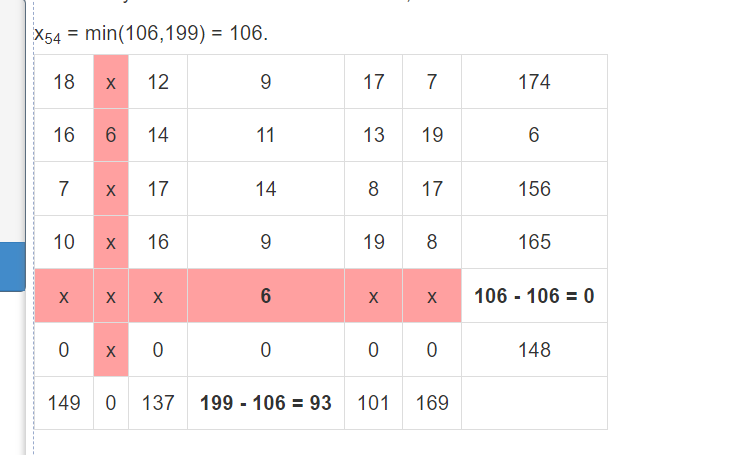 x54 = min(106,199) = 106.
18 x 12 9 17 7 174
16 6 14 11 13 19 6
7 x 17 14 8 17 156
10 x 16 9 19 8 165
x x x 6 x x 106 - 106 = 0
0 x 0 0 0 0 148
149 0 137 199 - 106 = 93 101 169